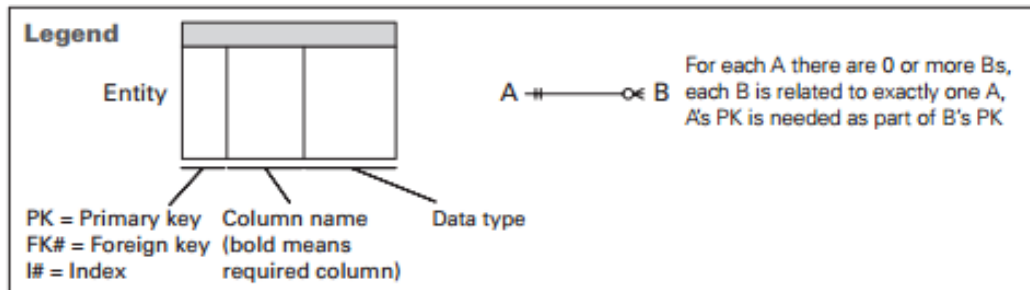 Legend
Entity
A
B
For each A there are 0 or more Bs,
each B is related to exactly one A,
A's PK is needed as part of B's PK
PK = Primary key
FK# = Foreign key
I# = Index
Column name
(bold means
required column)
Data type